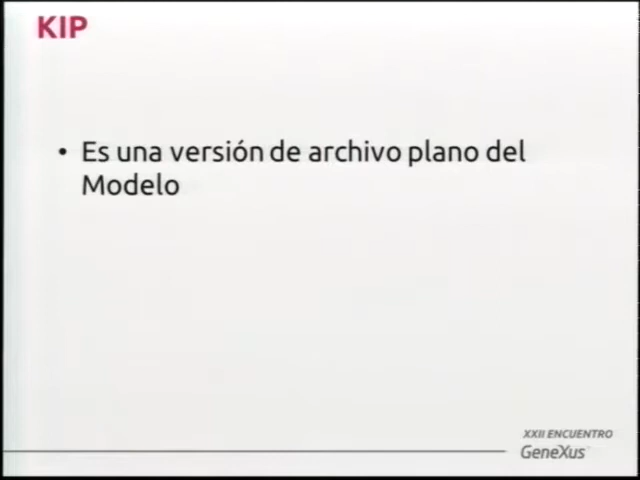 KIP
• Es una versión de archivo plano del
Modelo
XXII ENCUENTRO
GeneXus